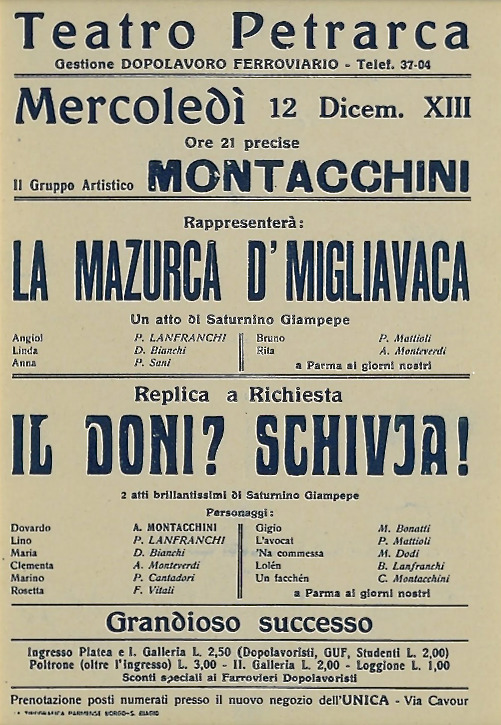 Teatro Petrarca
Gestione DOPOLAVORO FERROVIARIO - Telef. 37-04
Mercoledì 12 Dicem. XIII
Ore 21 precise
Il Gruppo Artistico MONTACCHINI
Rappresenterà:
LA MAZURCA D'MIGLIAVACA
Un atto di Saturnino Giampepe
Angiol P. LANFRANCHI
Linda D. Bianchi
Anna P. Sani
Bruno P. Mattioli
Rita A. Monteverdi
a Parma ai giorni nostri
Replica a Richiesta
IL DONI? SCHIVJA!
2 atti brillantissimi di Saturnino Giampepe
Personaggi:
Dovardo A. MONTACCHINI
Lino P. LANFRANCHI
Maria D. Bianchi
Clementa A. Monteverdi
Marino P. Cantadori
Rosetta F. Vitali
Gigio M. Bonatti
L'avocat P. Mattioli
'Na commessa M. Dodi
Lolén B. Lanfranchi
Un facchén C. Montacchini
a Parma ai giorni nostri
Grandioso successo
Ingresso Platea e I. Galleria L. 2,50 (Dopolavoristi, GUF, Studenti L. 2,00)
Poltrone (oltre l'ingresso) L. 3,00 - II. Galleria L. 2,00 - Loggione L. 1,00
Sconti speciali ai Ferrovieri Dopolavoristi
Prenotazione posti numerati presso il nuovo negozio dell'UNICA - Via Cavour
LA TIPOGRAFICA PARMENSE BORGO S. BIAGIO